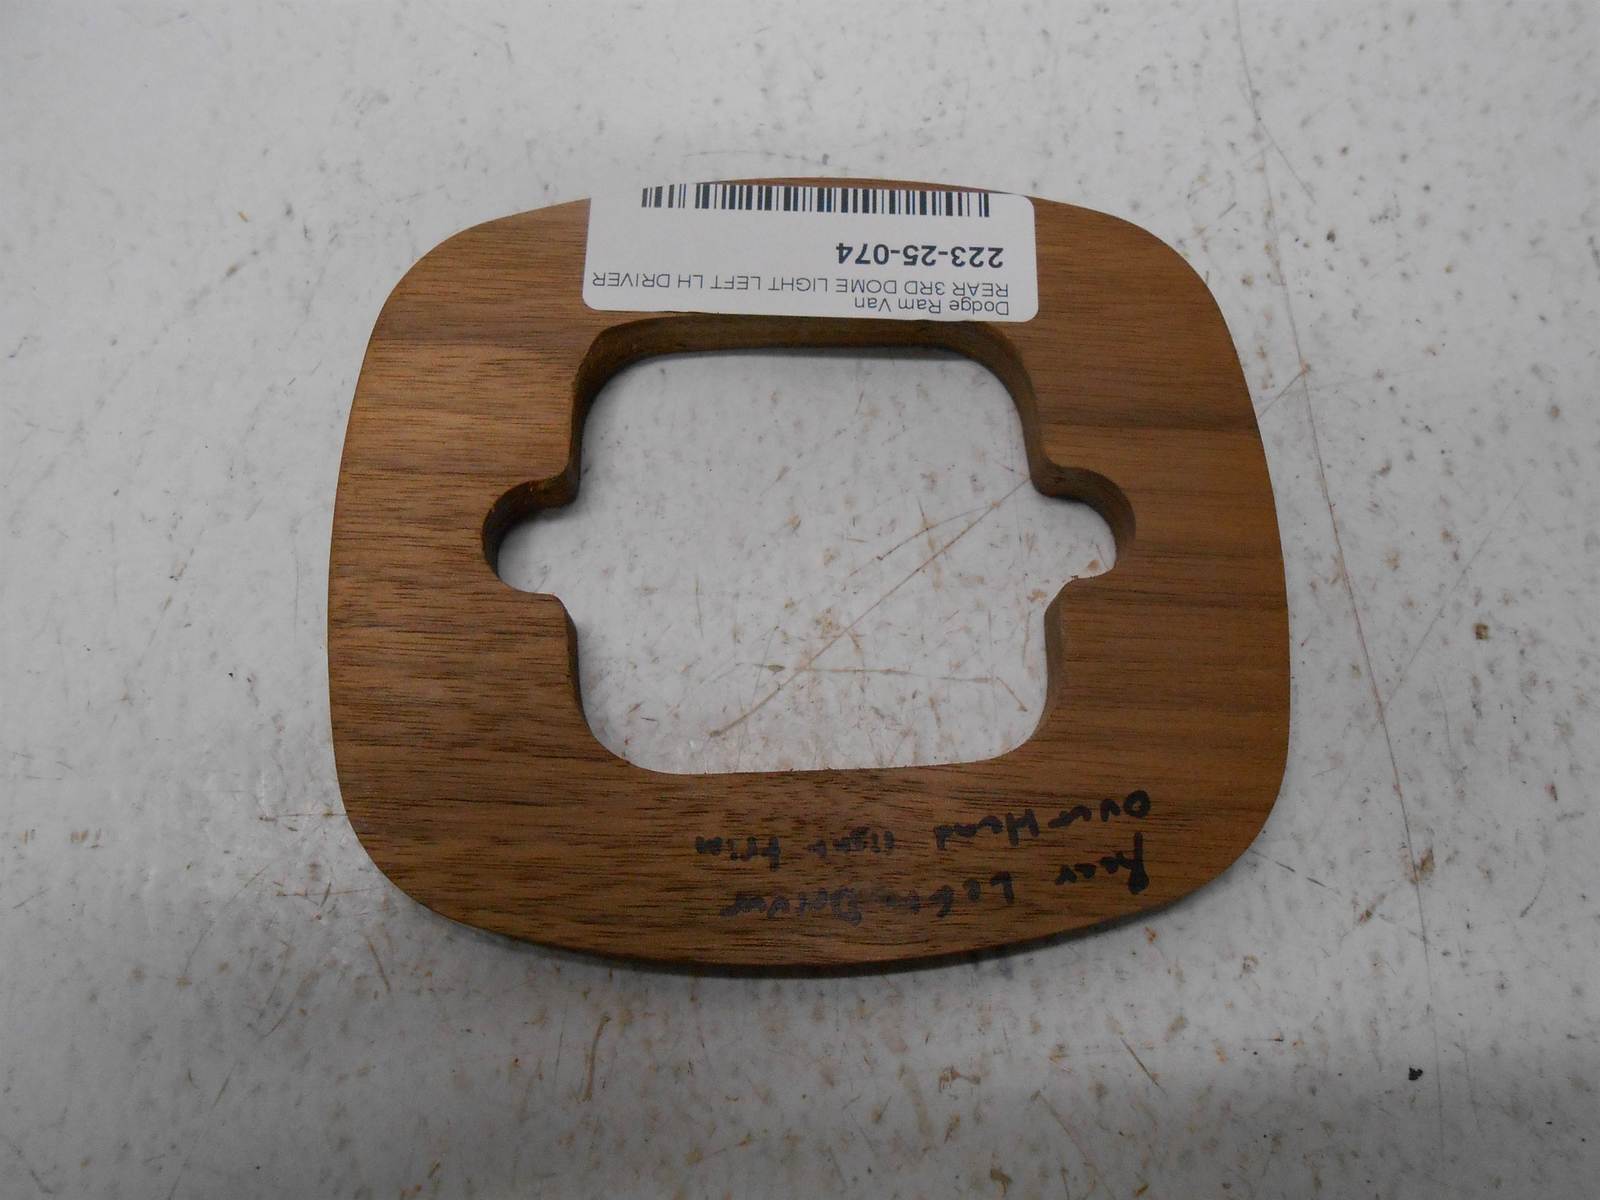 Rear Left Driver
Over Head light trim
Dodge Ram Van
REAR 3RD DOME LIGHT LEFT LH DRIVER
223-25-074